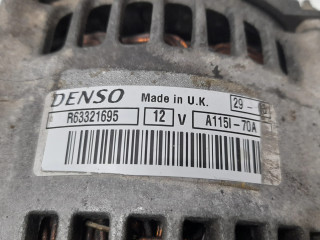 DENSO Made in U.K. 29 -
R63321695 12 V A115I-70A